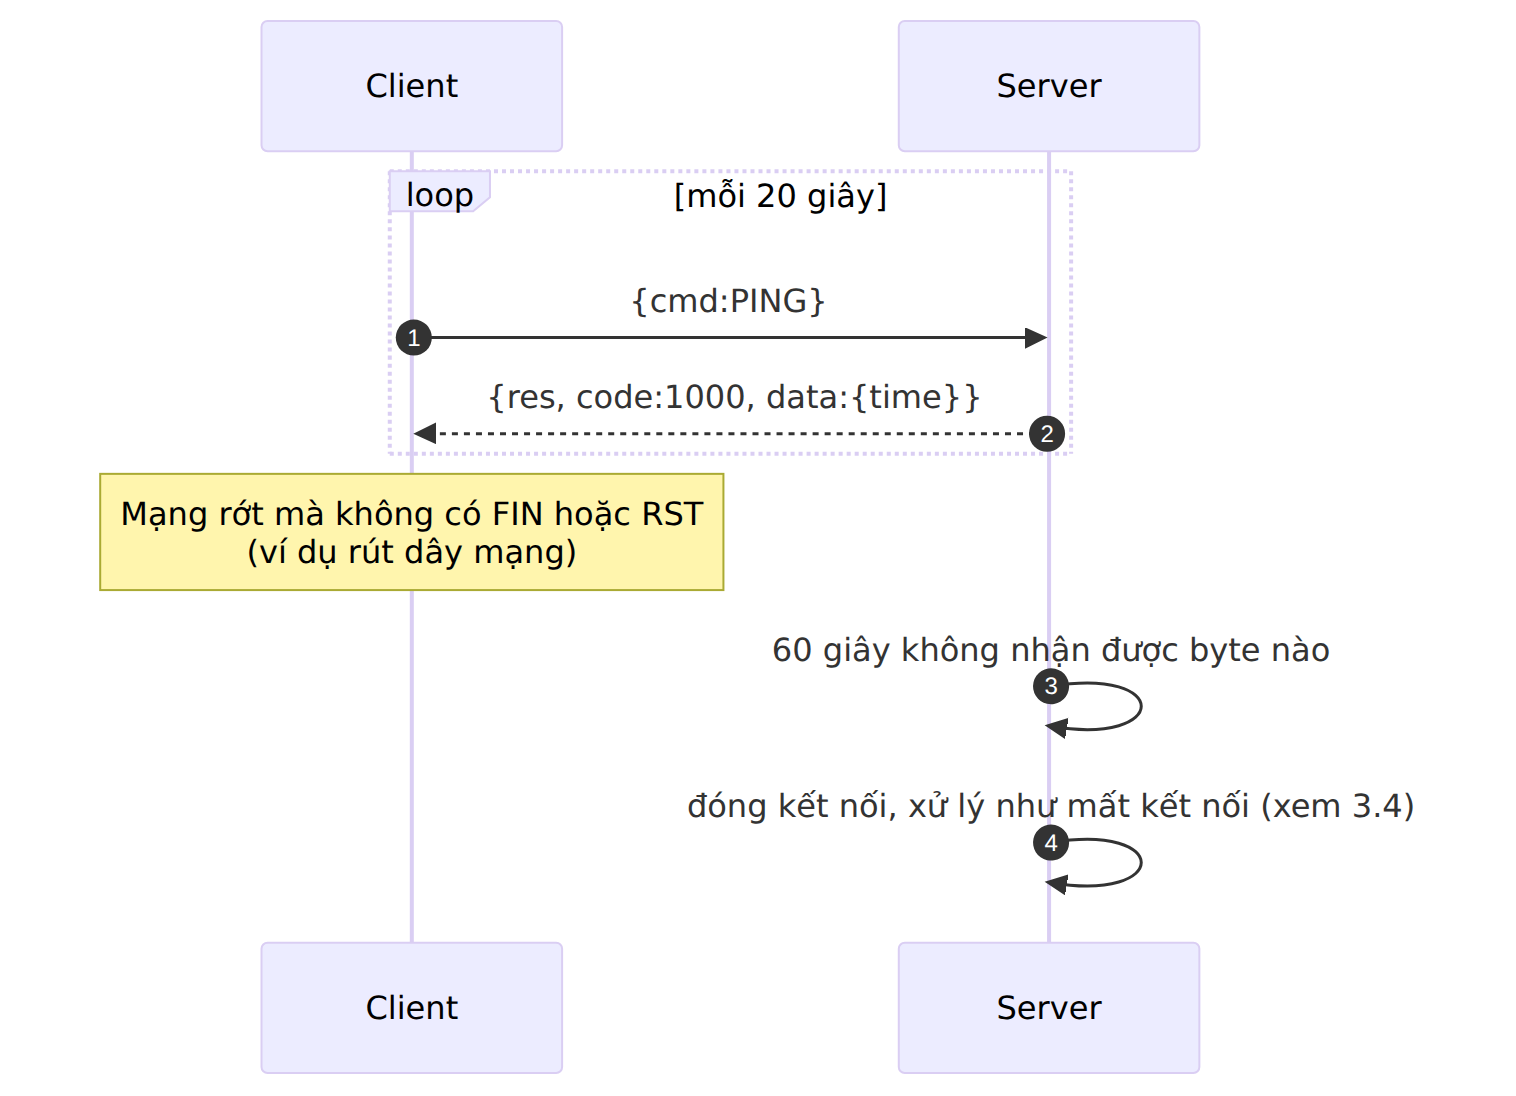 Client
Server
loop
[mỗi 20 giây]
{cmd:PING}
1
{res, code:1000, data:{time}}
2
Mạng rớt mà không có FIN hoặc RST
(ví dụ rút dây mạng)
60 giây không nhận được byte nào
3
đóng kết nối, xử lý như mất kết nối (xem 3.4)
4
Client
Server